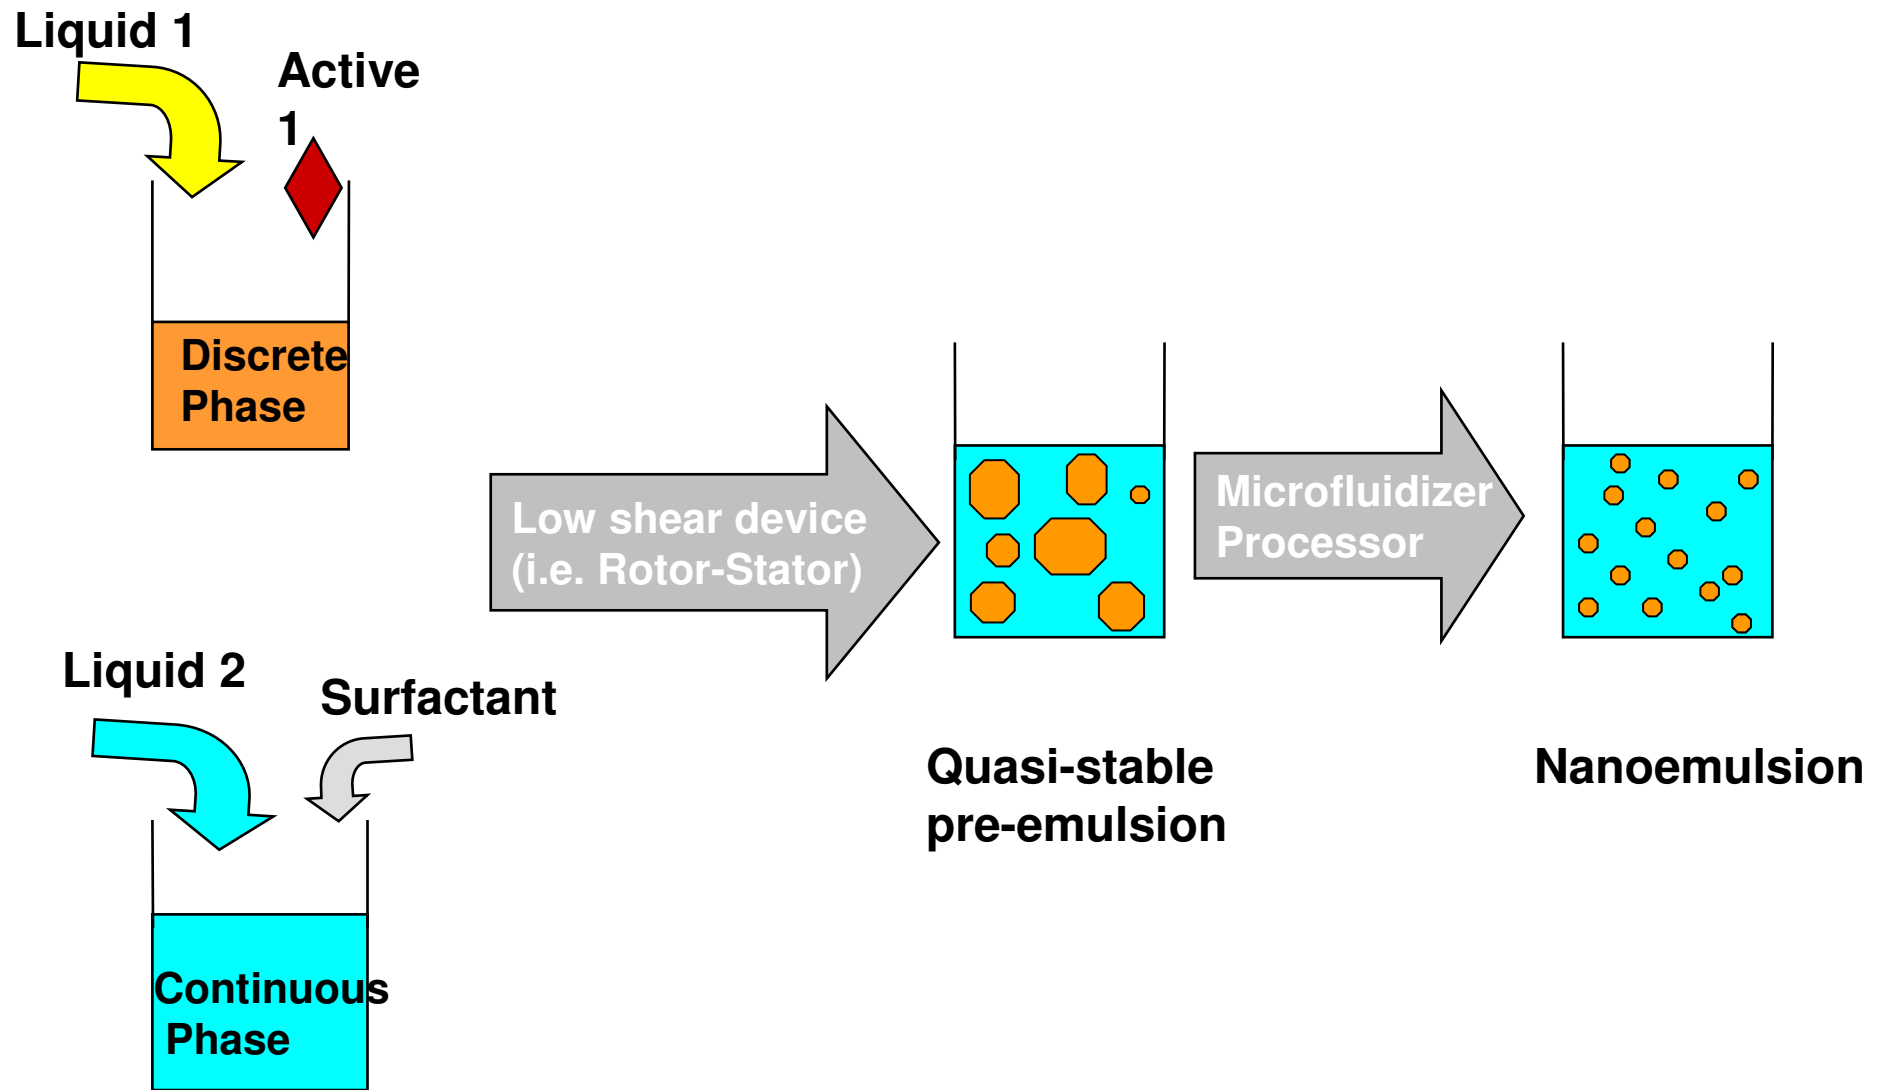 Liquid 1
Active
1
Discrete
Phase
Low shear device
(i.e. Rotor-Stator)
Microfluidizer
Processor
Liquid 2
Surfactant
Continuous
Phase
Quasi-stable
pre-emulsion
Nanoemulsion